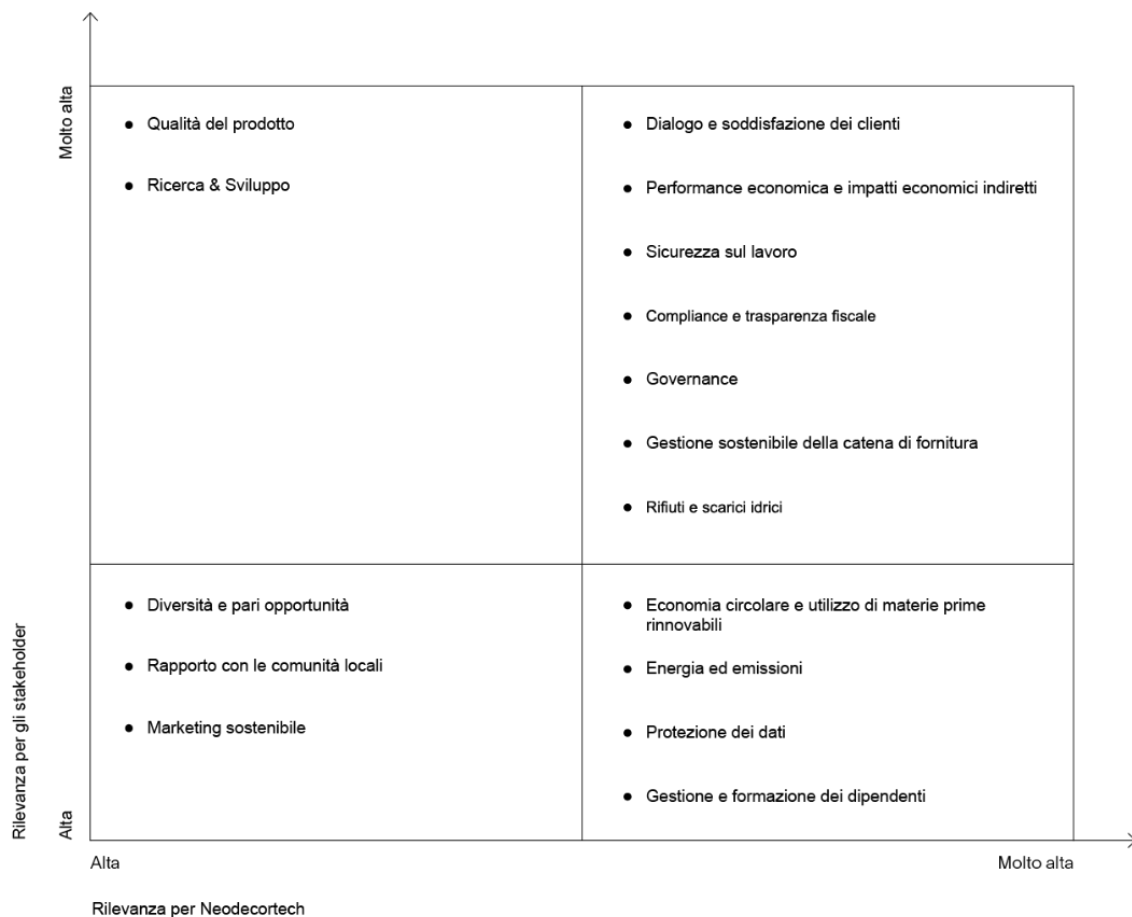 Molto alta
Qualità del prodotto
Ricerca & Sviluppo
Dialogo e soddisfazione dei clienti
Performance economica e impatti economici indiretti
Sicurezza sul lavoro
Compliance e trasparenza fiscale
Governance
Gestione sostenibile della catena di fornitura
Rifiuti e scarici idrici
Rilevanza per gli stakeholder
Alta
Diversità e pari opportunità
Rapporto con le comunità locali
Marketing sostenibile
Economia circolare e utilizzo di materie prime
rinnovabili
Energia ed emissioni
Protezione dei dati
Gestione e formazione dei dipendenti
Alta
Molto alta
Rilevanza per Neodecortech